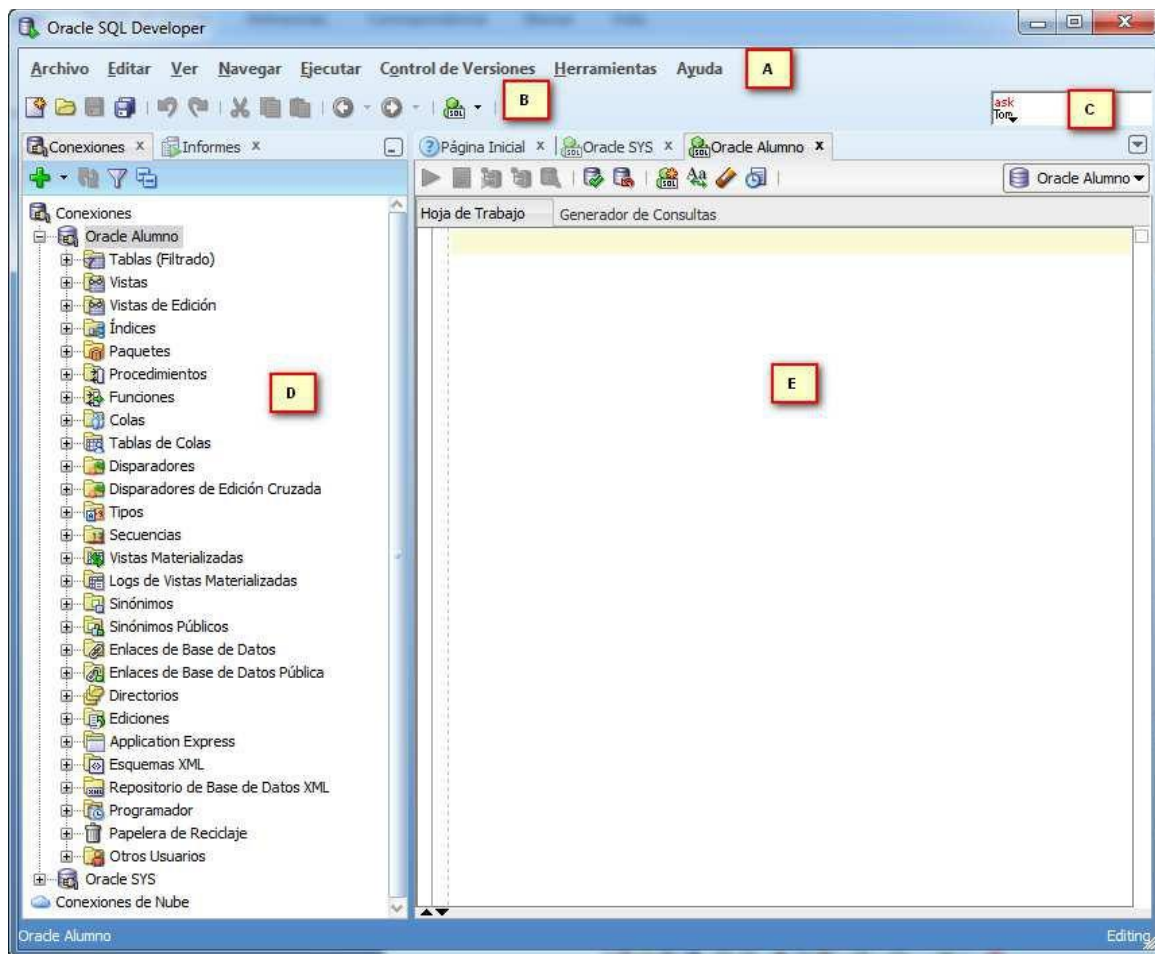 Oracle SQL Developer
Archivo Editar Ver Navegar Ejecutar Control de Versiones Herramientas Ayuda A
SQL B
ask
Tom
C
Conexiones x Informes x
Página Inicial x Oracle SYS x Oracle Alumno x
Oracle Alumno
Hoja de Trabajo Generador de Consultas
Conexiones
Oracle Alumno
Tablas (Filtrado)
Vistas
Vistas de Edición
Índices
Paquetes
Procedimientos
Funciones
Colas
Tablas de Colas
Disparadores
Disparadores de Edición Cruzada
Tipos
Secuencias
Vistas Materializadas
Logs de Vistas Materializadas
Sinónimos
Sinónimos Públicos
Enlaces de Base de Datos
Enlaces de Base de Datos Pública
Directorios
Ediciones
Application Express
Esquemas XML
Repositorio de Base de Datos XML
Programador
Papelera de Reciclaje
Otros Usuarios
Oracle SYS
Conexiones de Nube
D
E
Oracle Alumno
Editing